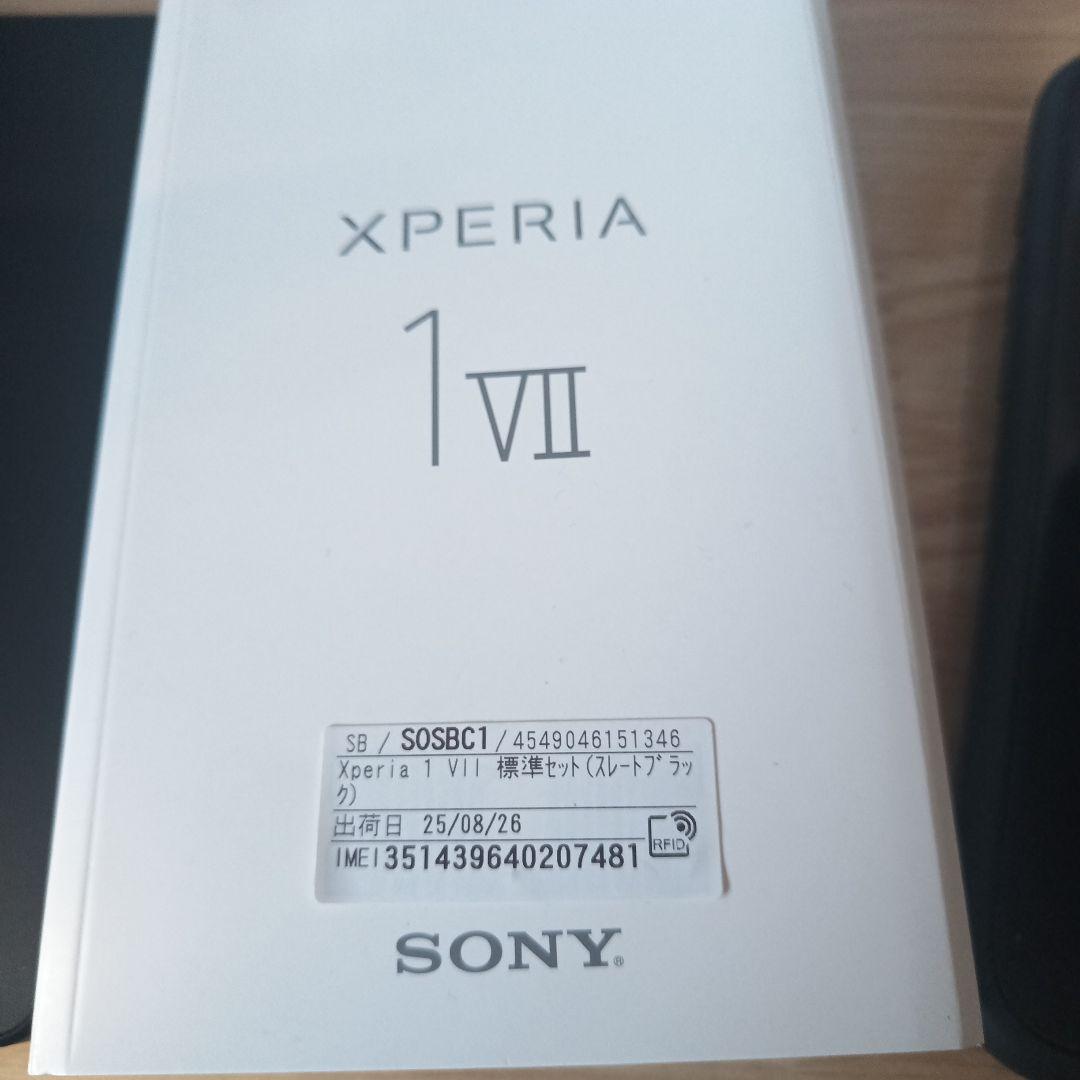 XPERIA
1 VII
SB / SOSBC1 / 4549046151346
Xperia 1 VII 標準セット(スレートブラッ
ク)
出荷日 25/08/26
RFID
IMEI 351439640207481
SONY®